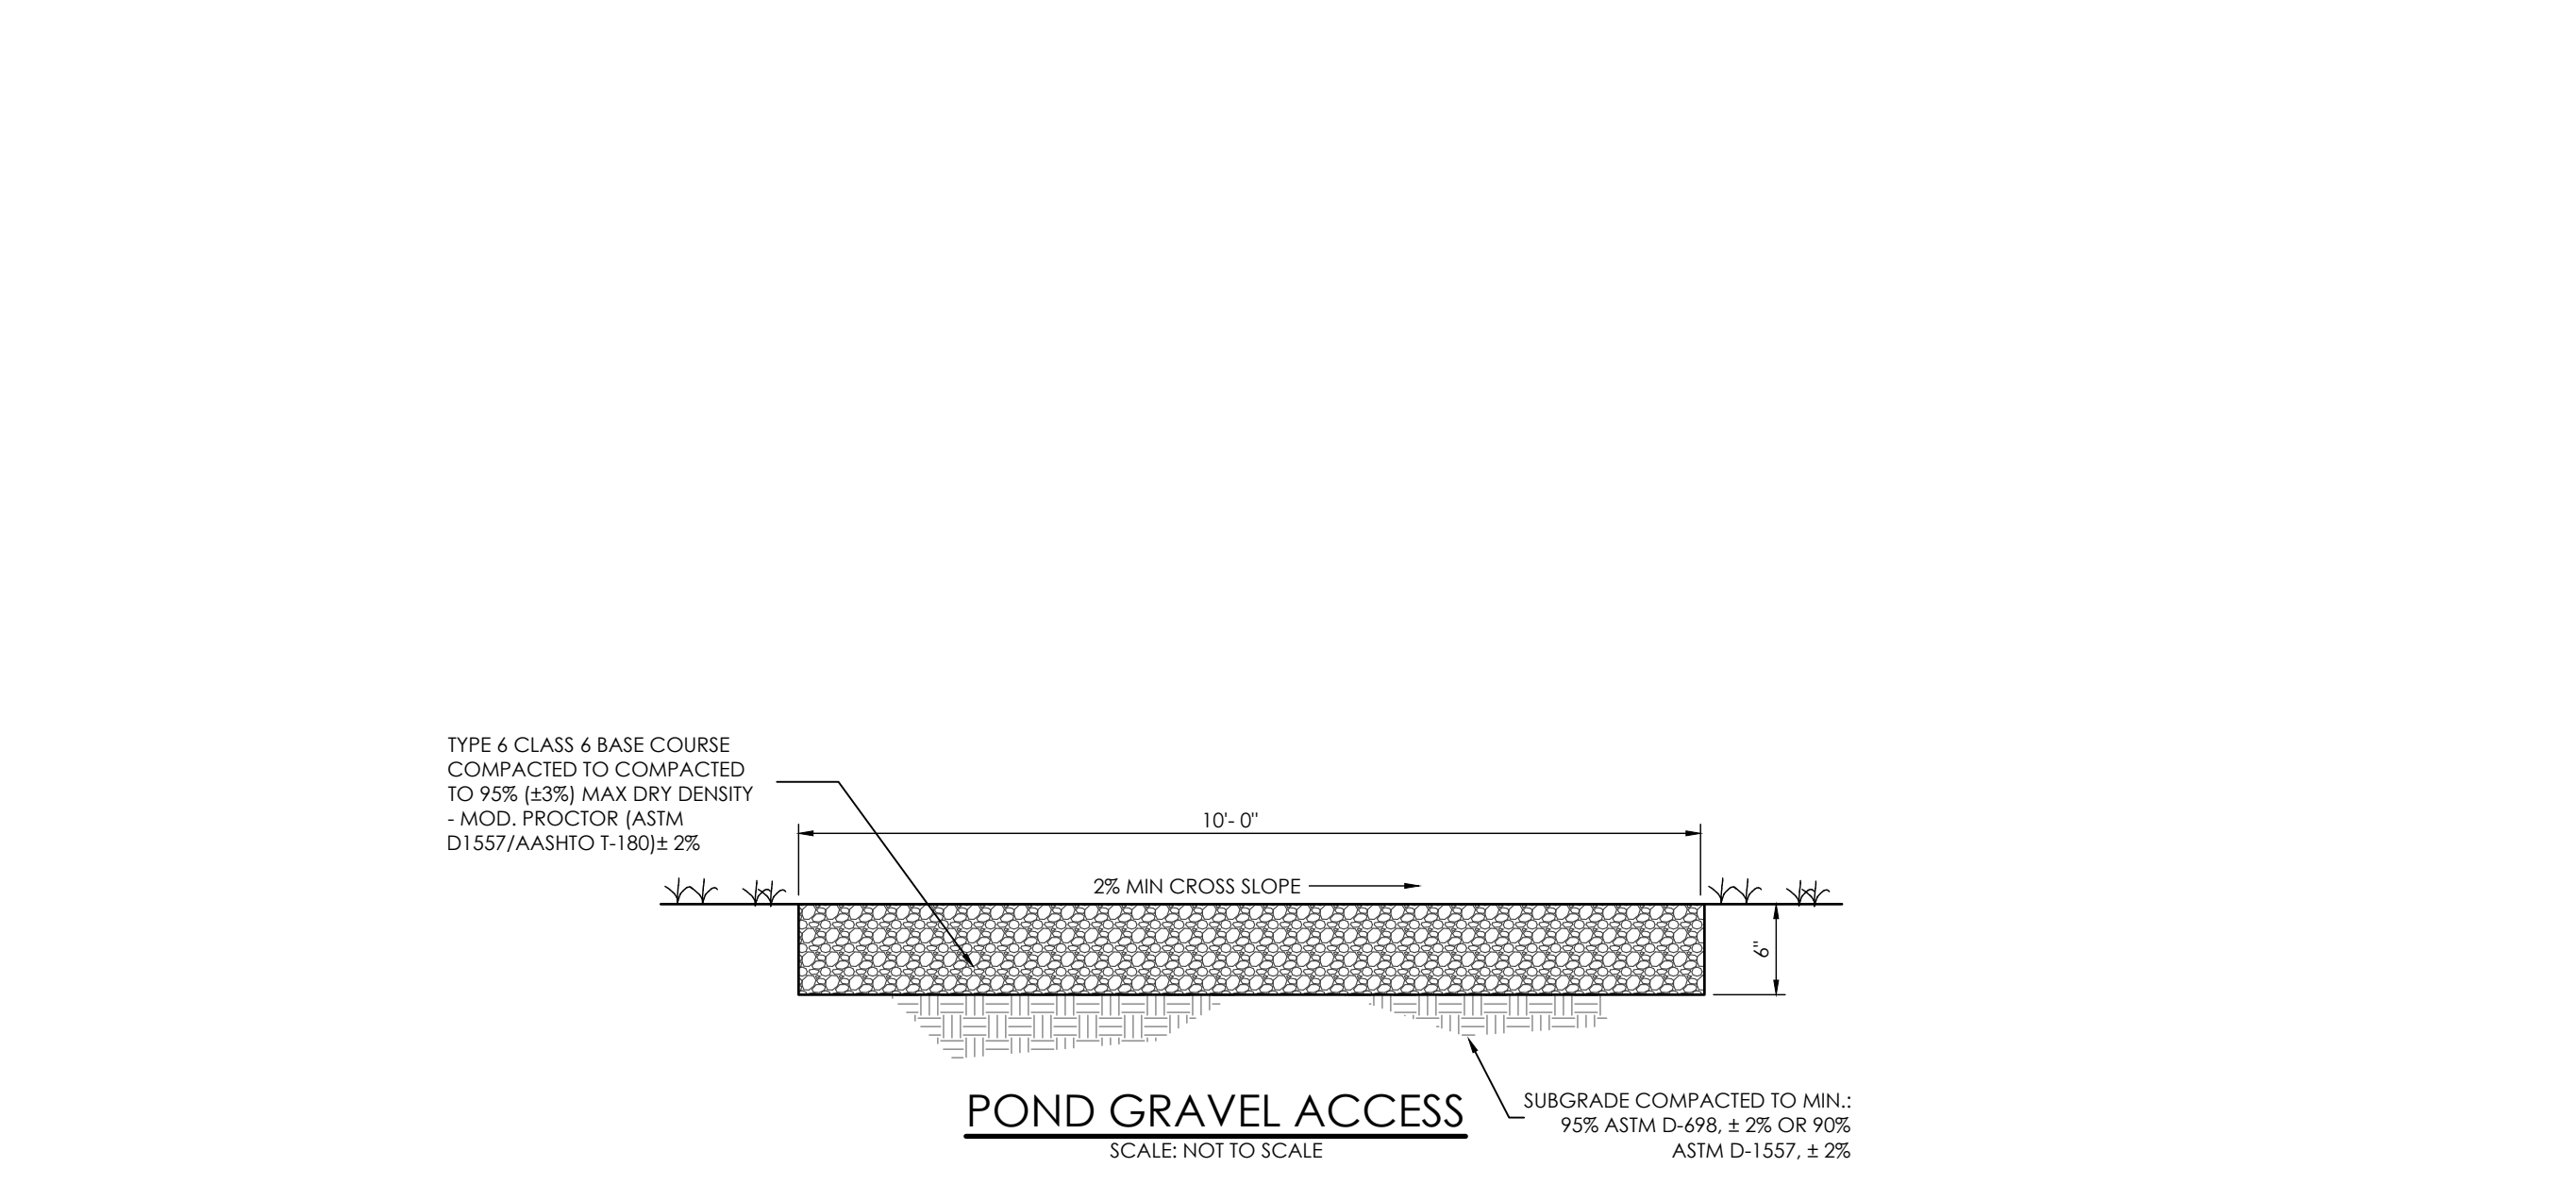 TYPE 6 CLASS 6 BASE COURSE
COMPACTED TO COMPACTED
TO 95% (±3%) MAX DRY DENSITY
- MOD. PROCTOR (ASTM
D1557/AASHTO T-180)± 2%
10'- 0"
2% MIN CROSS SLOPE
6"
POND GRAVEL ACCESS
SCALE: NOT TO SCALE
SUBGRADE COMPACTED TO MIN.:
95% ASTM D-698, ± 2% OR 90%
ASTM D-1557, ± 2%